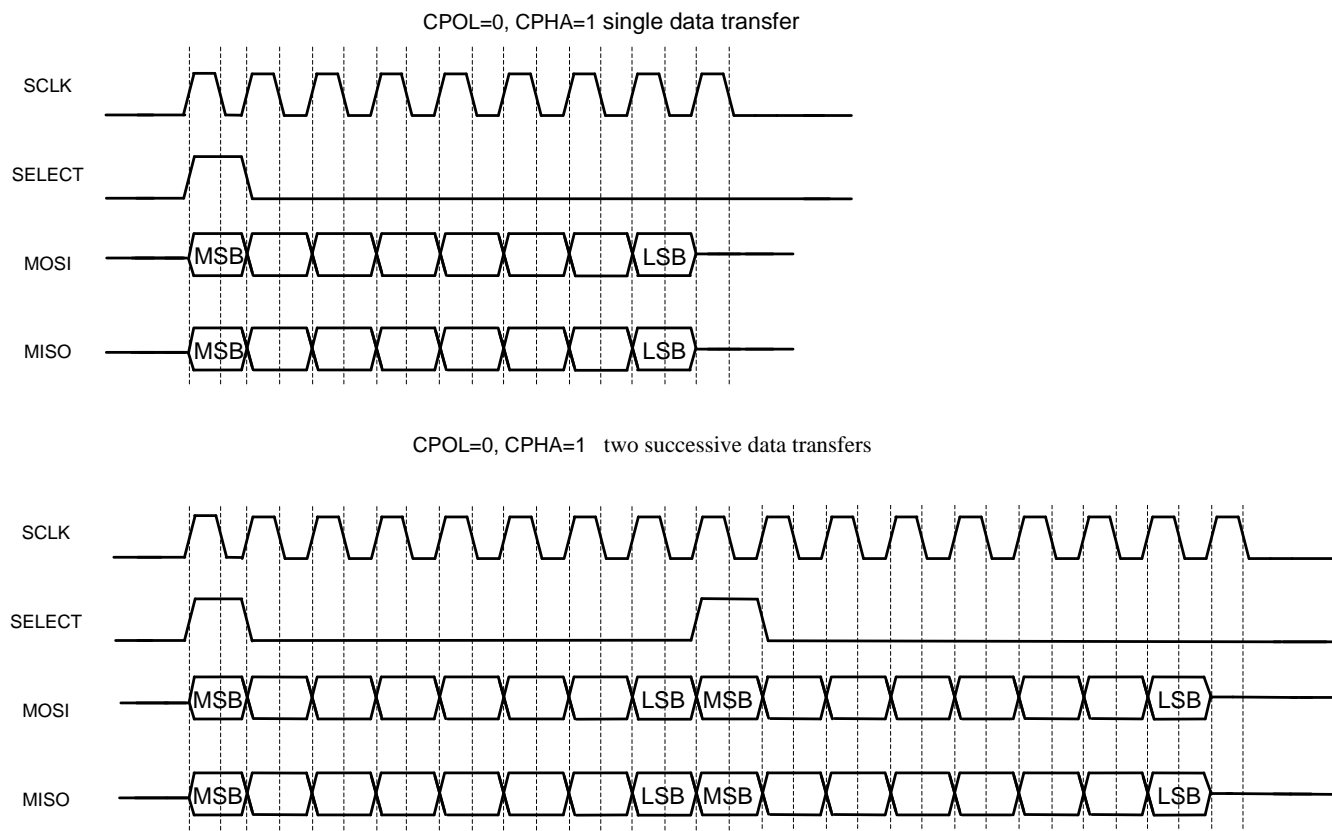 CPOL=0, CPHA=1 single data transfer
SCLK
SELECT
MOSI MSB LSB
MISO MSB LSB
CPOL=0, CPHA=1 two successive data transfers
SCLK
SELECT
MOSI MSB LSB MSB LSB
MISO MSB LSB MSB LSB